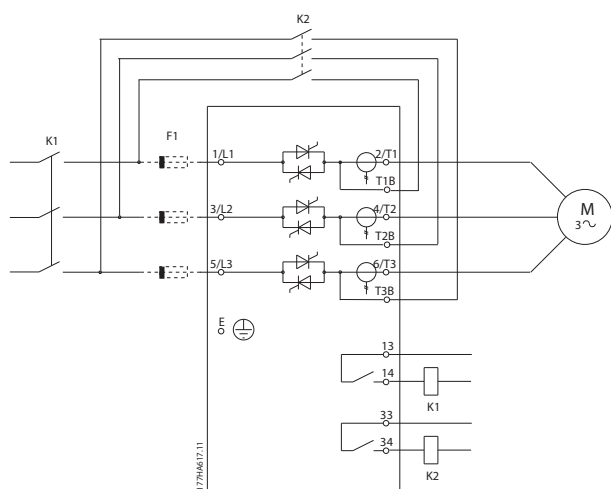 K2
K1
F1
1/L1
2/T1
T1B
3/L2
4/T2
T2B
M
3
5/L3
6/T3
T3B
E
13
14
K1
33
34
K2
177HA617.11